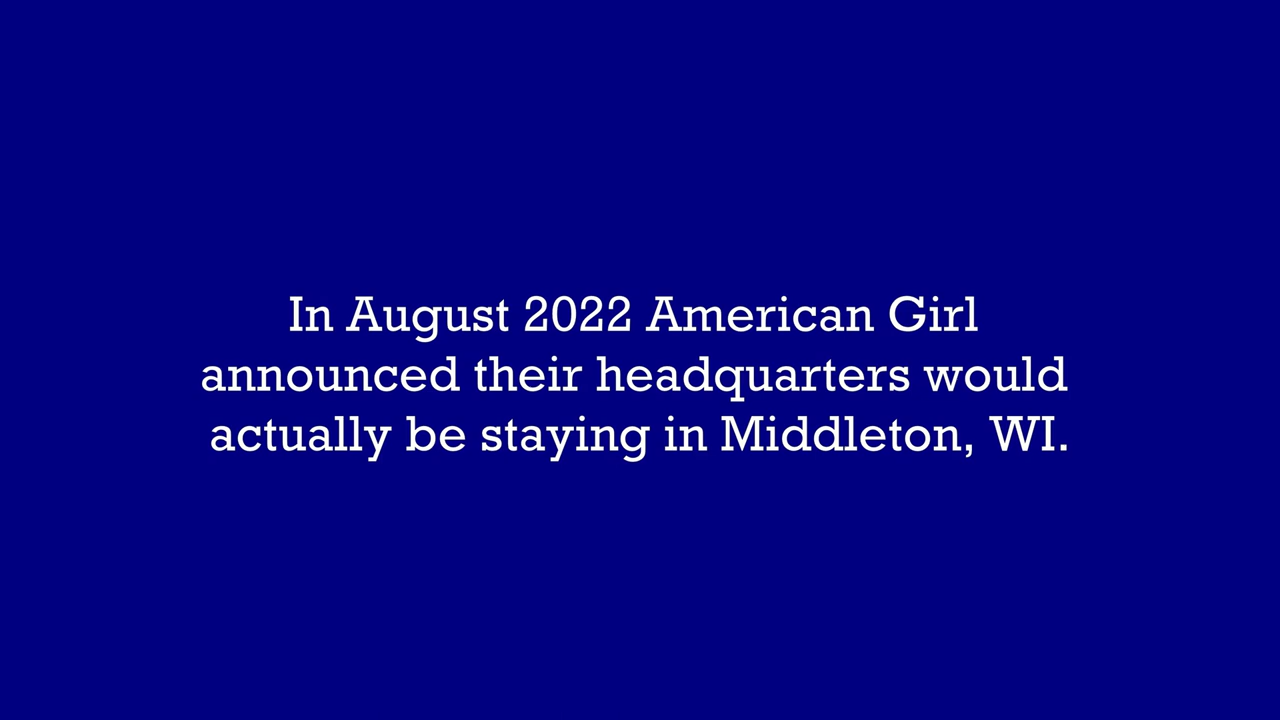 In August 2022 American Girl
announced their headquarters would
actually be staying in Middleton, WI.